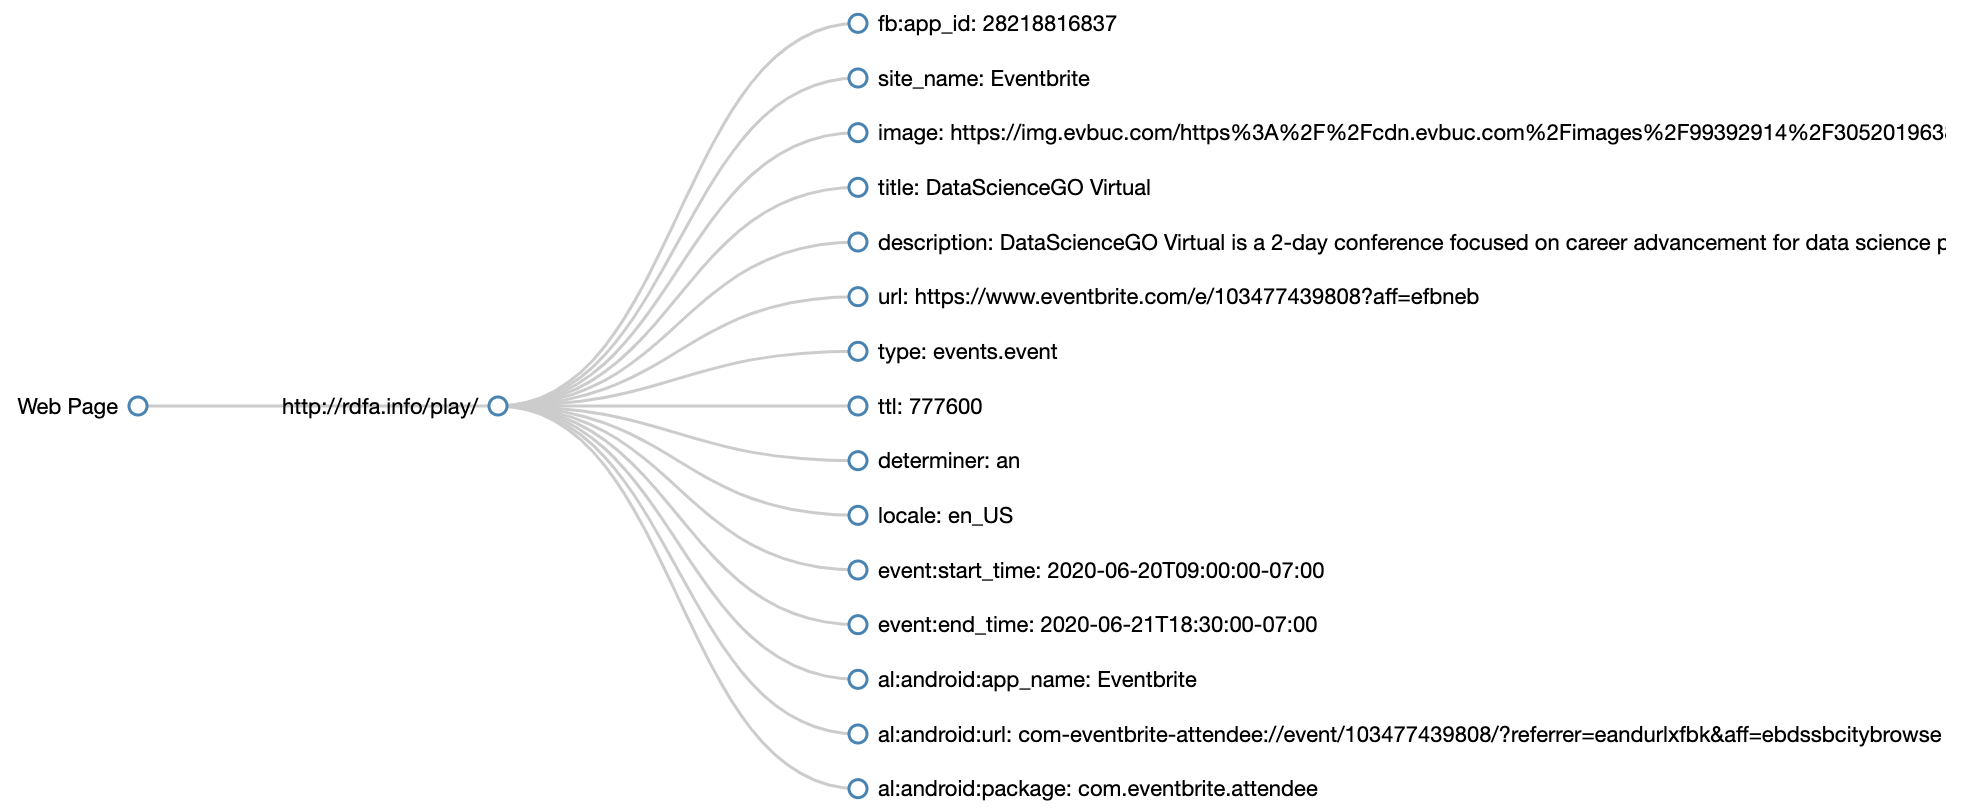 fb:app_id: 28218816837
site_name: Eventbrite
image: https://img.evbuc.com/https%3A%2F%2Fcdn.evbuc.com%2Fimages%2F99392914%2F305201963
title: DataScienceGO Virtual
description: DataScienceGO Virtual is a 2-day conference focused on career advancement for data science p
url: https://www.eventbrite.com/e/103477439808?aff=efbneb
type: events.event
Web Page http://rdfa.info/play/ ttl: 777600
determiner: an
locale: en_US
event:start_time: 2020-06-20T09:00:00-07:00
event:end_time: 2020-06-21T18:30:00-07:00
al:android:app_name: Eventbrite
al:android:url: com-eventbrite-attendee://event/103477439808/?referrer=eandurlxfbk&aff=ebdssbcitybrowse
al:android:package: com.eventbrite.attendee